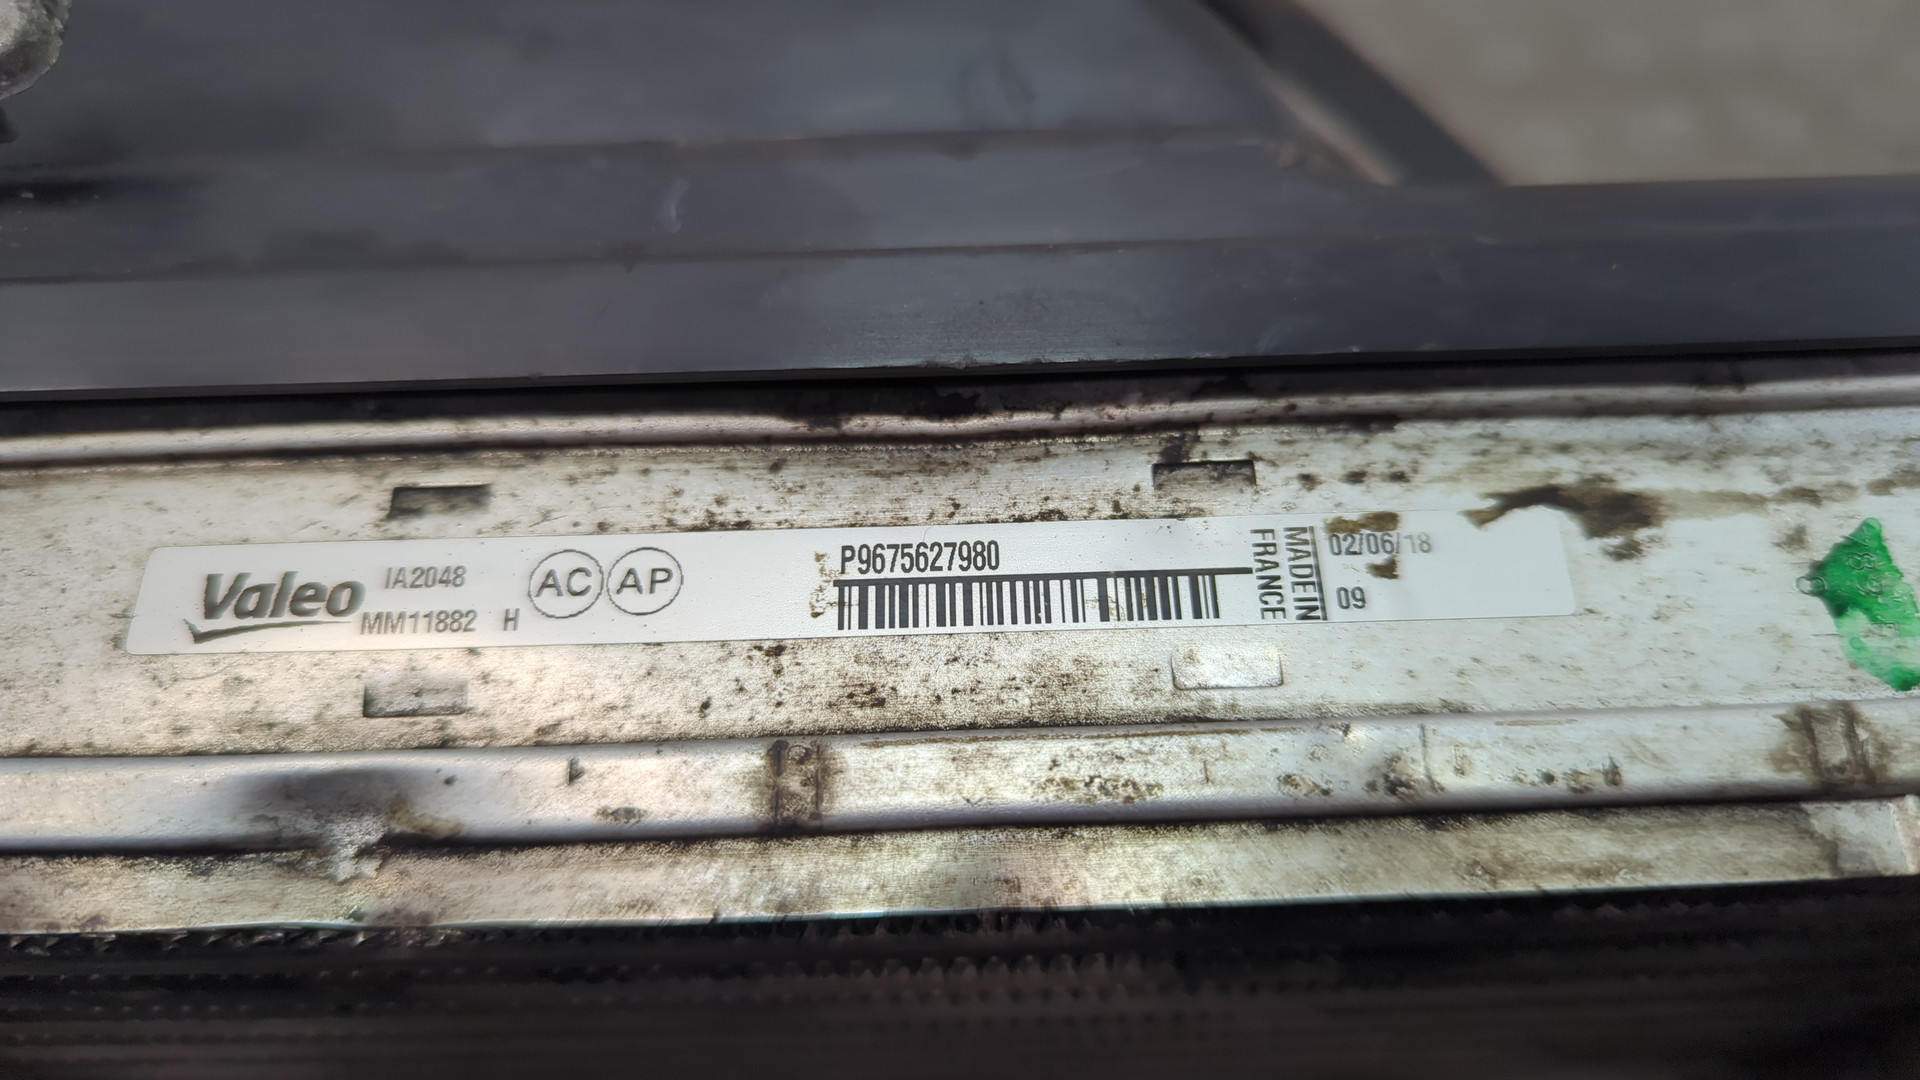 Valeo
IA2048
MM11882 H
AC AP
P9675627980
MADE IN
FRANCE
02/06/18
09